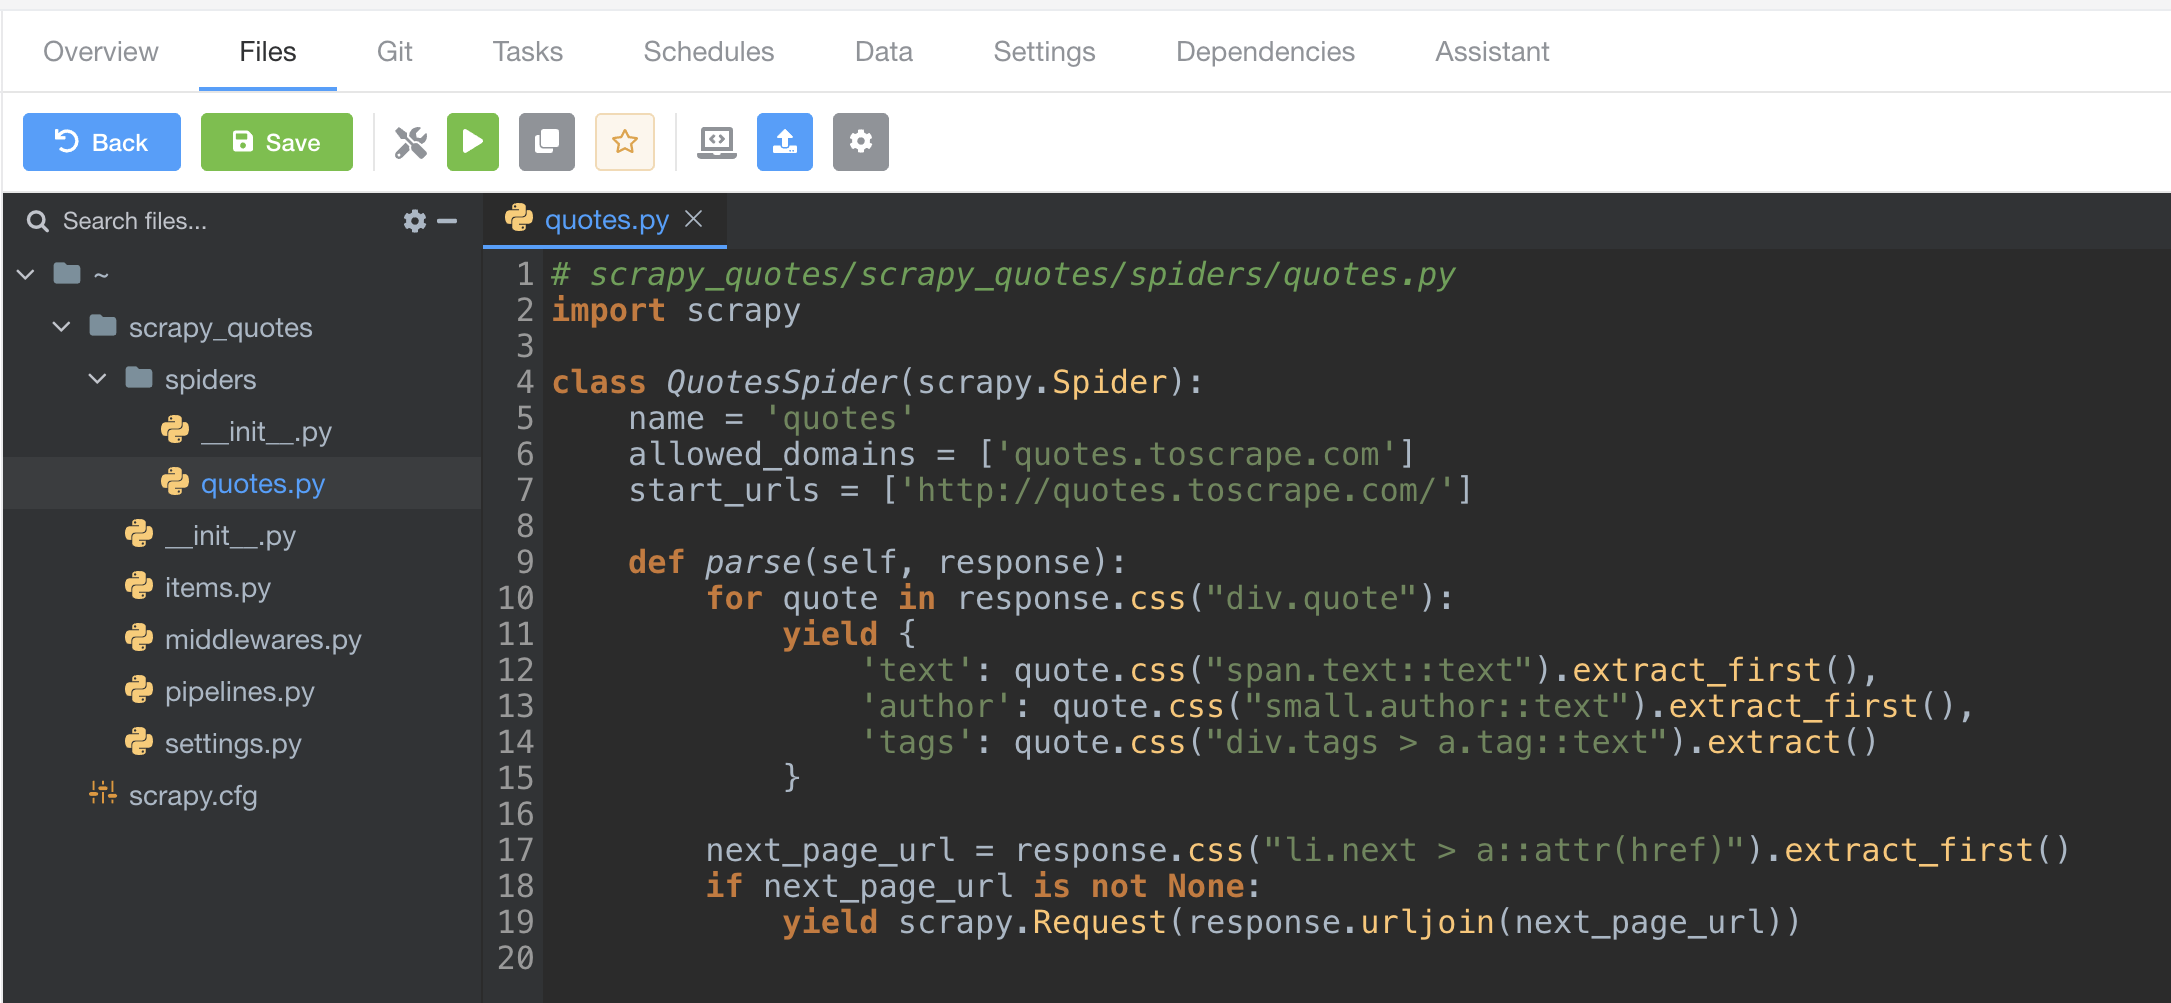 Overview Files Git Tasks Schedules Data Settings Dependencies Assistant
Back Save
Search files...
~
scrapy_quotes
spiders
__init__.py
quotes.py
__init__.py
items.py
middlewares.py
pipelines.py
settings.py
scrapy.cfg
quotes.py
1 # scrapy_quotes/scrapy_quotes/spiders/quotes.py
2 import scrapy
3
4 class QuotesSpider(scrapy.Spider):
5     name = 'quotes'
6     allowed_domains = ['quotes.toscrape.com']
7     start_urls = ['http://quotes.toscrape.com/']
8
9     def parse(self, response):
10         for quote in response.css("div.quote"):
11             yield {
12                 'text': quote.css("span.text::text").extract_first(),
13                 'author': quote.css("small.author::text").extract_first(),
14                 'tags': quote.css("div.tags > a.tag::text").extract()
15             }
16
17         next_page_url = response.css("li.next > a::attr(href)").extract_first()
18         if next_page_url is not None:
19             yield scrapy.Request(response.urljoin(next_page_url))
20